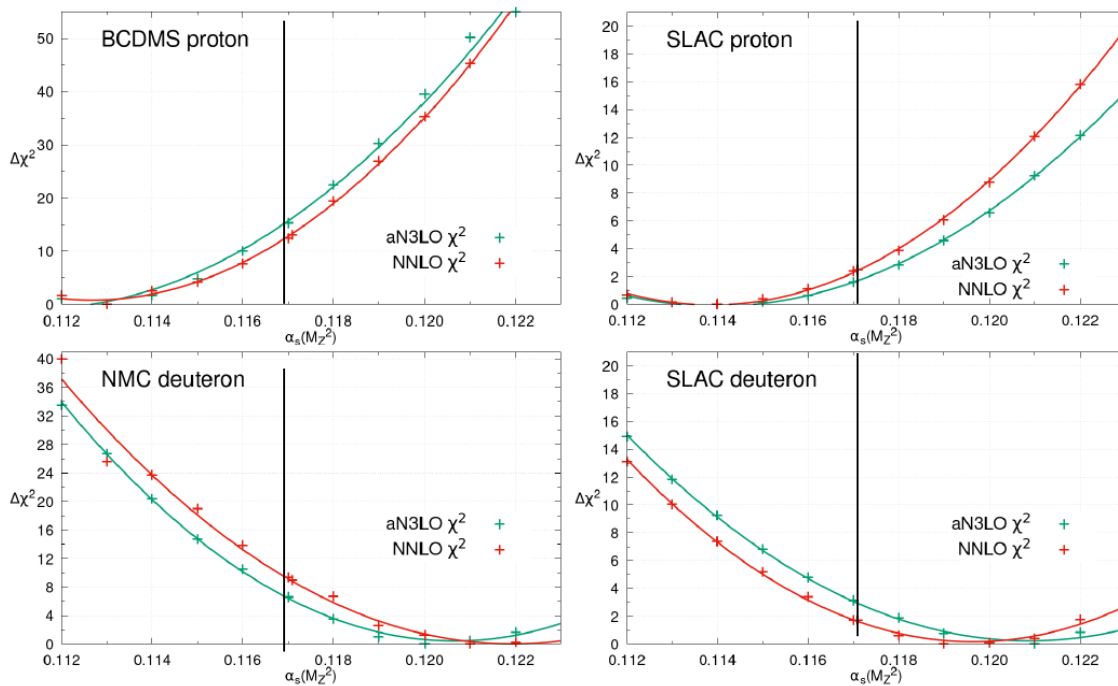 BCDMS proton
50
40
30
20
10
0
Δχ²
aN3LO χ²
NNLO χ²
0.112 0.114 0.116 0.118 0.120 0.122
αs(MZ²)
SLAC proton
20
18
16
14
12
10
8
6
4
2
0
Δχ²
aN3LO χ²
NNLO χ²
0.112 0.114 0.116 0.118 0.120 0.122
αs(MZ²)
NMC deuteron
40
36
32
28
24
20
16
12
8
4
0
Δχ²
aN3LO χ²
NNLO χ²
0.112 0.114 0.116 0.118 0.120 0.122
αs(MZ²)
SLAC deuteron
20
18
16
14
12
10
8
6
4
2
0
Δχ²
aN3LO χ²
NNLO χ²
0.112 0.114 0.116 0.118 0.120 0.122
αs(MZ²)